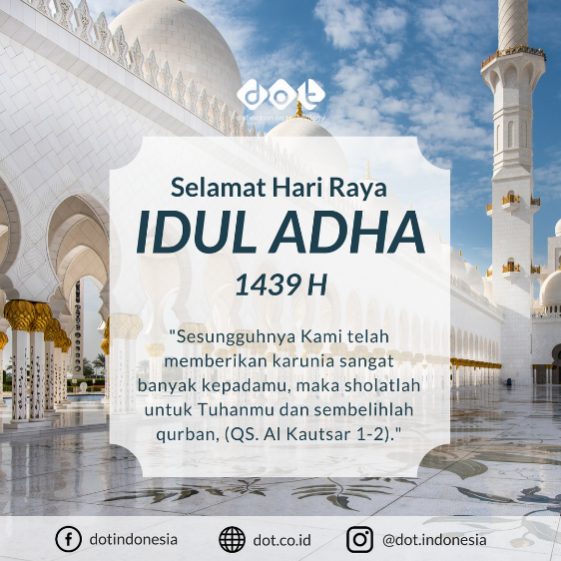 dot
Selamat Hari Raya
IDUL ADHA
1439 H
"Sesungguhnya Kami telah
memberikan karunia sangat
banyak kepadamu, maka sholatlah
untuk Tuhanmu dan sembelihlah
qurban, (QS. Al Kautsar 1-2)."
dotindonesia
dot.co.id
@dot.indonesia